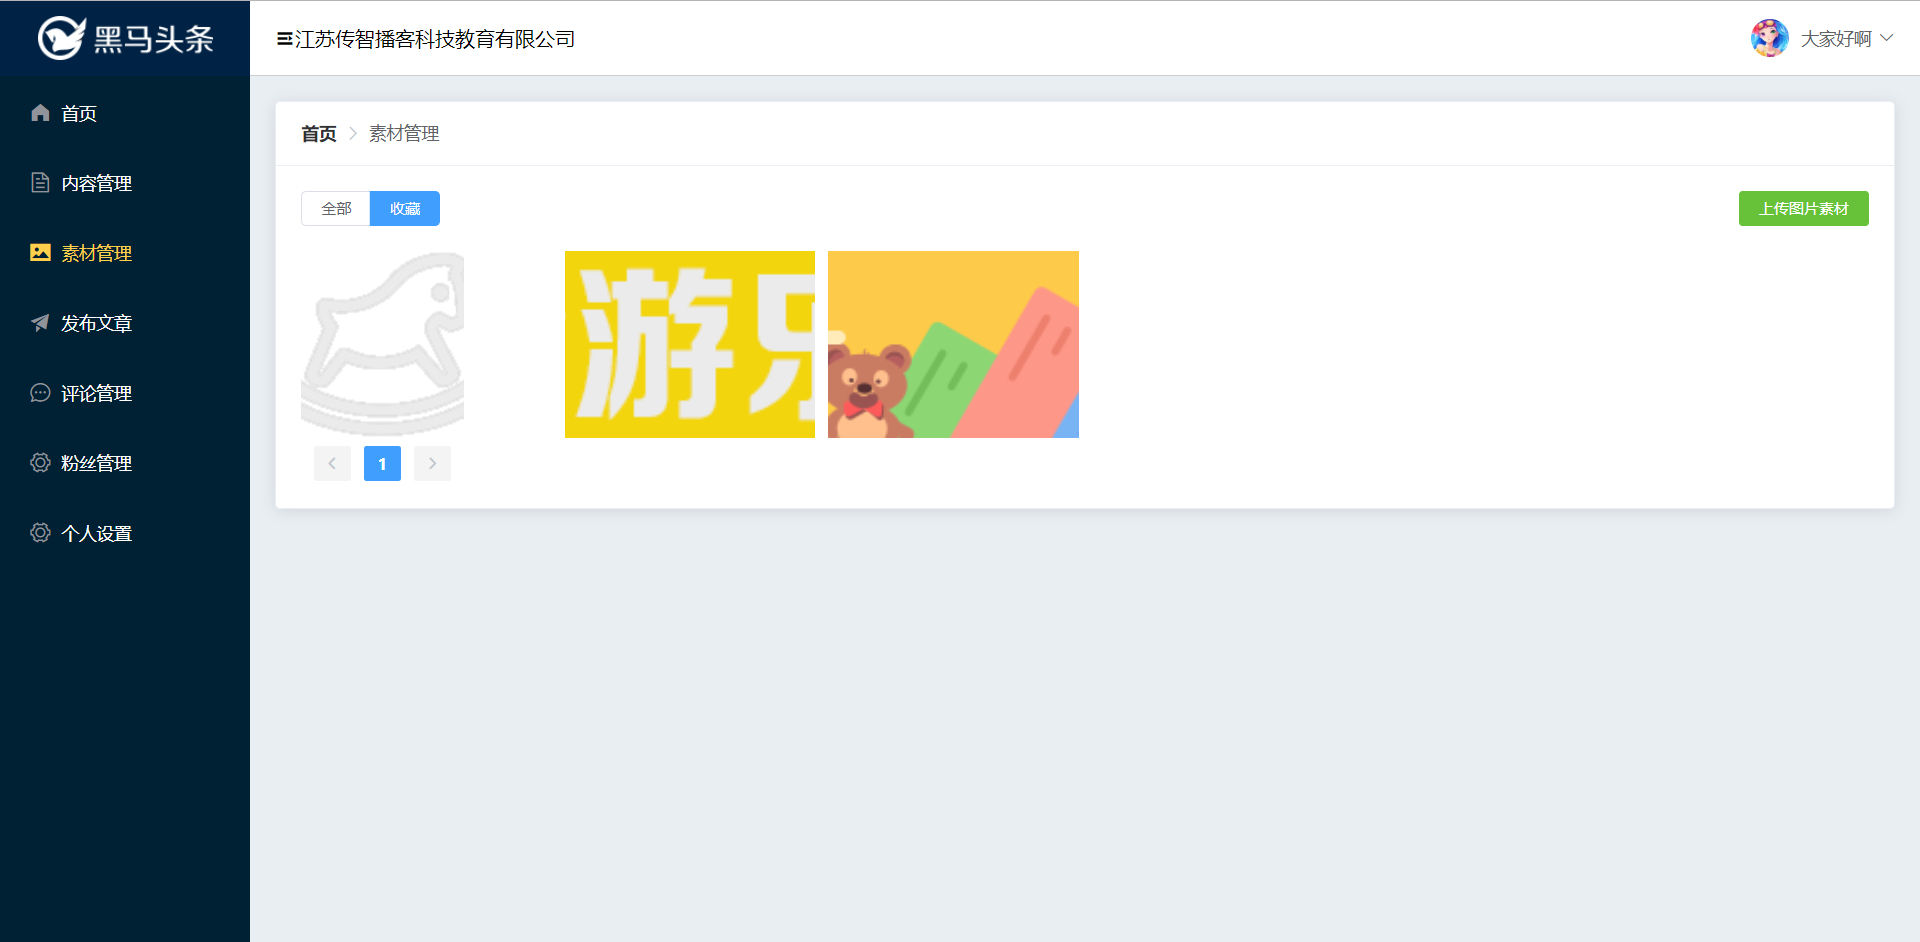 黑马头条
江苏传智播客科技教育有限公司
大家好啊
首页
内容管理
素材管理
发布文章
评论管理
粉丝管理
个人设置
首页 > 素材管理
全部 收藏
上传图片素材
游乐
1